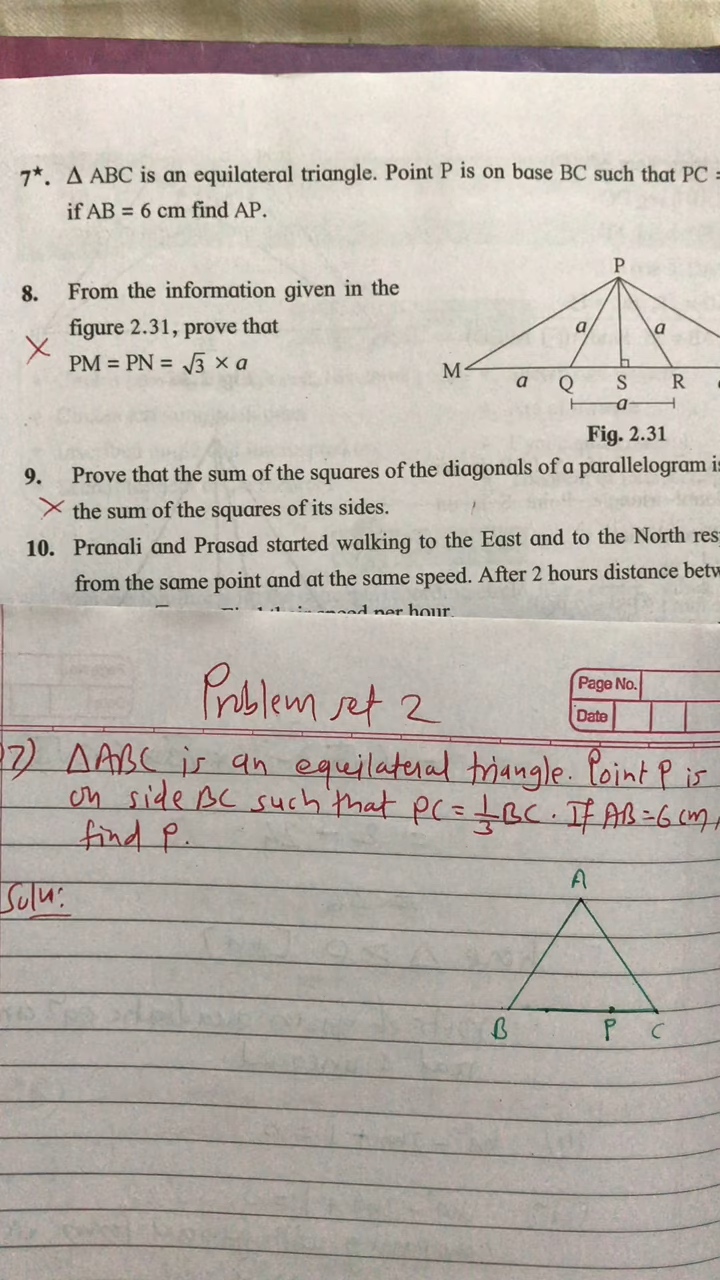 7*. Δ ABC is an equilateral triangle. Point P is on base BC such that PC =
if AB = 6 cm find AP.
8. From the information given in the
figure 2.31, prove that
PM = PN = √3 × a
P
a
a
M
a
Q
S
R
a
Fig. 2.31
9. Prove that the sum of the squares of the diagonals of a parallelogram is
the sum of the squares of its sides.
10. Pranali and Prasad started walking to the East and to the North res
from the same point and at the same speed. After 2 hours distance betw
speed per hour.
Problem set 2
Page No.
Date
7) ΔABC is an equilateral triangle. Point P is
on side BC such that PC = 1/3 BC. If AB=6 cm,
find P.
Solu:
A
B
P
C